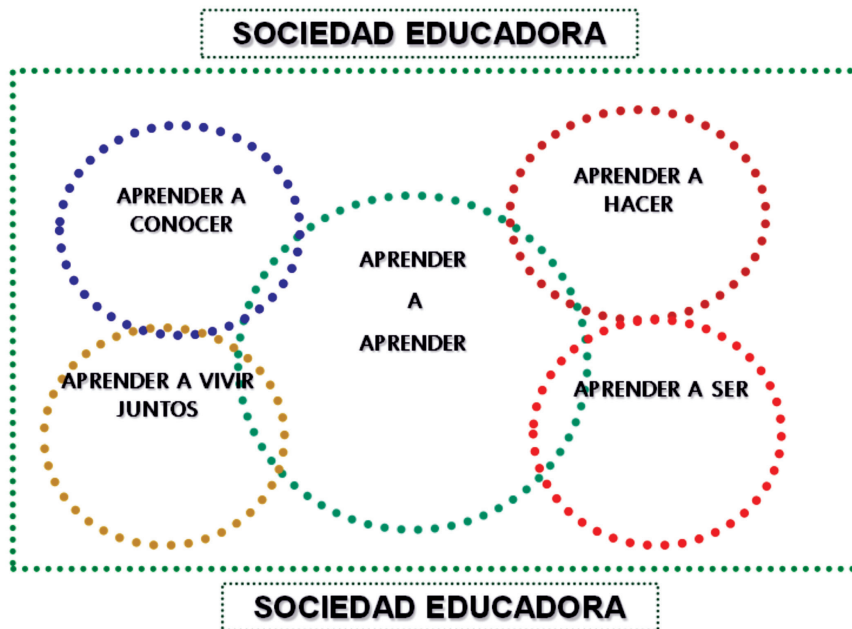 SOCIEDAD EDUCADORA
APRENDER A
CONOCER
APRENDER A
HACER
APRENDER
A
APRENDER
APRENDER A VIVIR
JUNTOS
APRENDER A SER
SOCIEDAD EDUCADORA